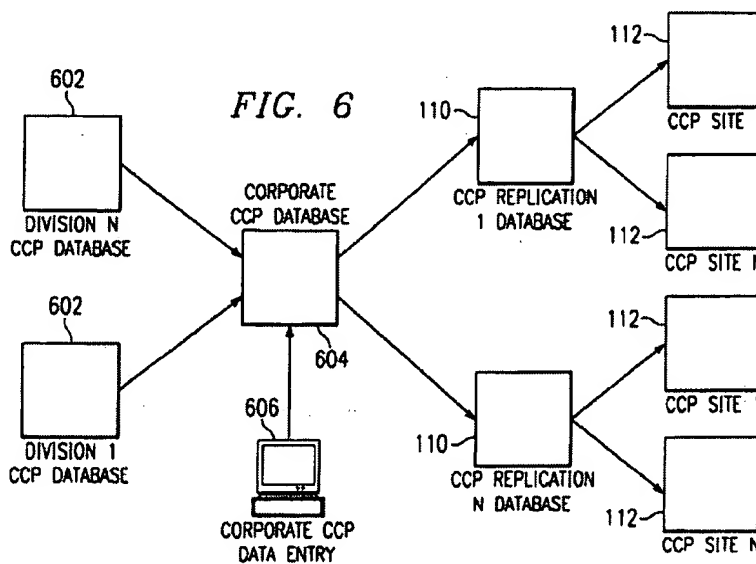 FIG. 6
602
DIVISION N
CCP DATABASE
602
DIVISION 1
CCP DATABASE
CORPORATE
CCP DATABASE
604
606
CORPORATE CCP
DATA ENTRY
110
CCP REPLICATION
1 DATABASE
110
CCP REPLICATION
N DATABASE
112
CCP SITE
112
CCP SITE N
112
CCP SITE
112
CCP SITE N